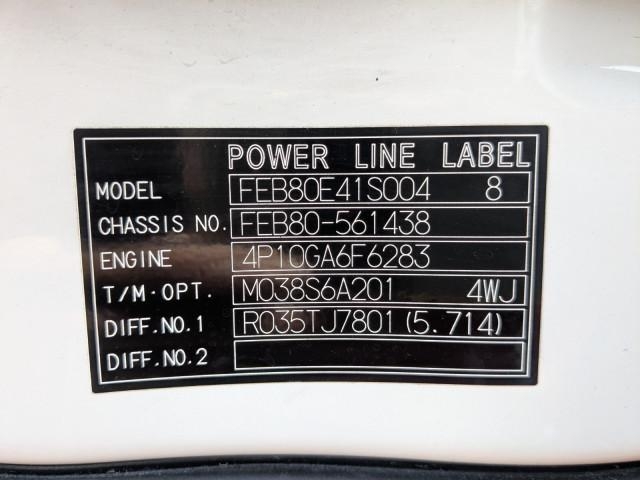 POWER LINE LABEL
MODEL FEB80E41S004 8
CHASSIS NO. FEB80-561438
ENGINE 4P10GA6F6283
T/M·OPT. M038S6A201 4WJ
DIFF.NO.1 R035TJ7801(5.714)
DIFF.NO.2